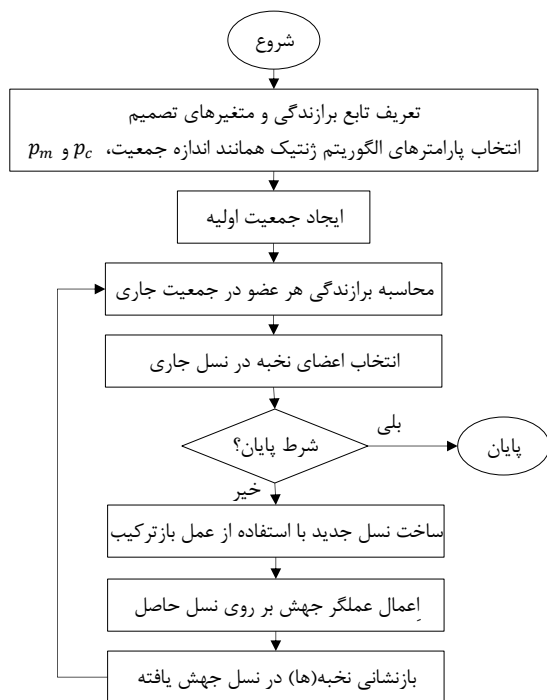 شروع
تعریف تابع برازندگی و متغیرهای تصمیم
انتخاب پارامترهای الگوریتم ژنتیک همانند اندازه جمعیت، p_c و p_m
ایجاد جمعیت اولیه
محاسبه برازندگی هر عضو در جمعیت جاری
انتخاب اعضای نخبه در نسل جاری
شرط پایان؟
بلی
پایان
خیر
ساخت نسل جدید با استفاده از عمل بازترکیب
اِعمال عملگر جهش بر روی نسل حاصل
بازنشانی نخبه(ها) در نسل جهش یافته